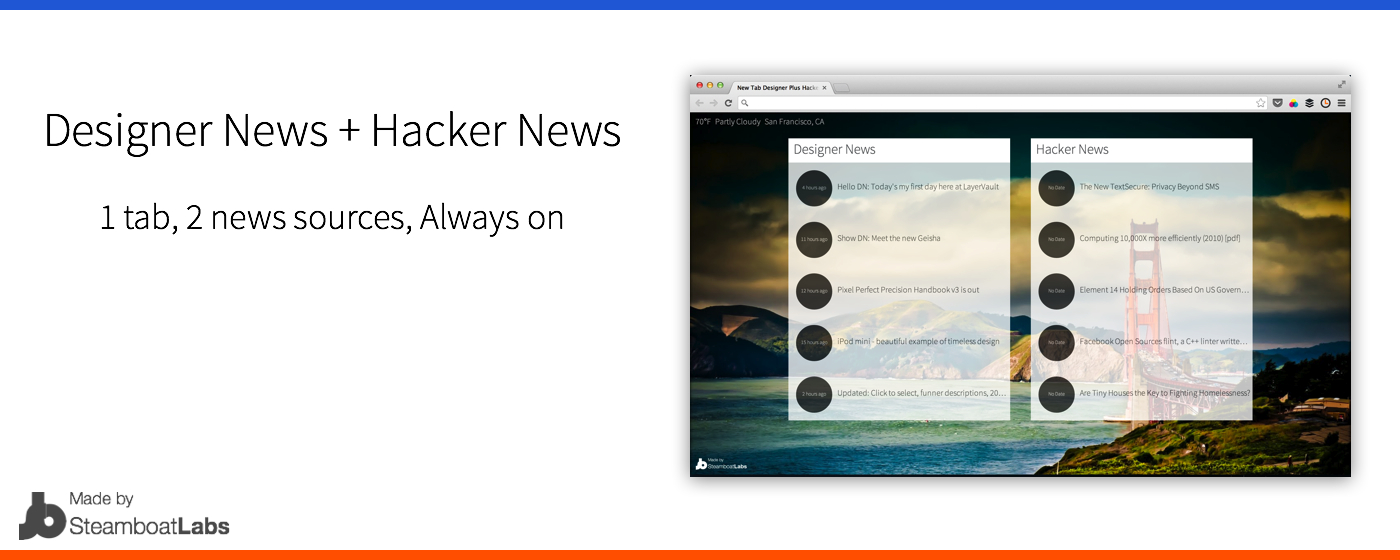 Designer News + Hacker News
1 tab, 2 news sources, Always on
Made by
SteamboatLabs
New Tab Designer Plus Hacke
70°F Partly Cloudy San Francisco, CA
Designer News
4 hours ago Hello DN: Today's my first day here at LayerVault
11 hours ago Show DN: Meet the new Geisha
12 hours ago Pixel Perfect Precision Handbook v3 is out
15 hours ago iPod mini - beautiful example of timeless design
2 hours ago Updated: Click to select, funner descriptions, 20...
Hacker News
No Date The New TextSecure: Privacy Beyond SMS
No Date Computing 10,000X more efficiently (2010) [pdf]
No Date Element 14 Holding Orders Based On US Govern...
No Date Facebook Open Sources flint, a C++ linter writte...
No Date Are Tiny Houses the Key to Fighting Homelessness?
Made by
SteamboatLabs